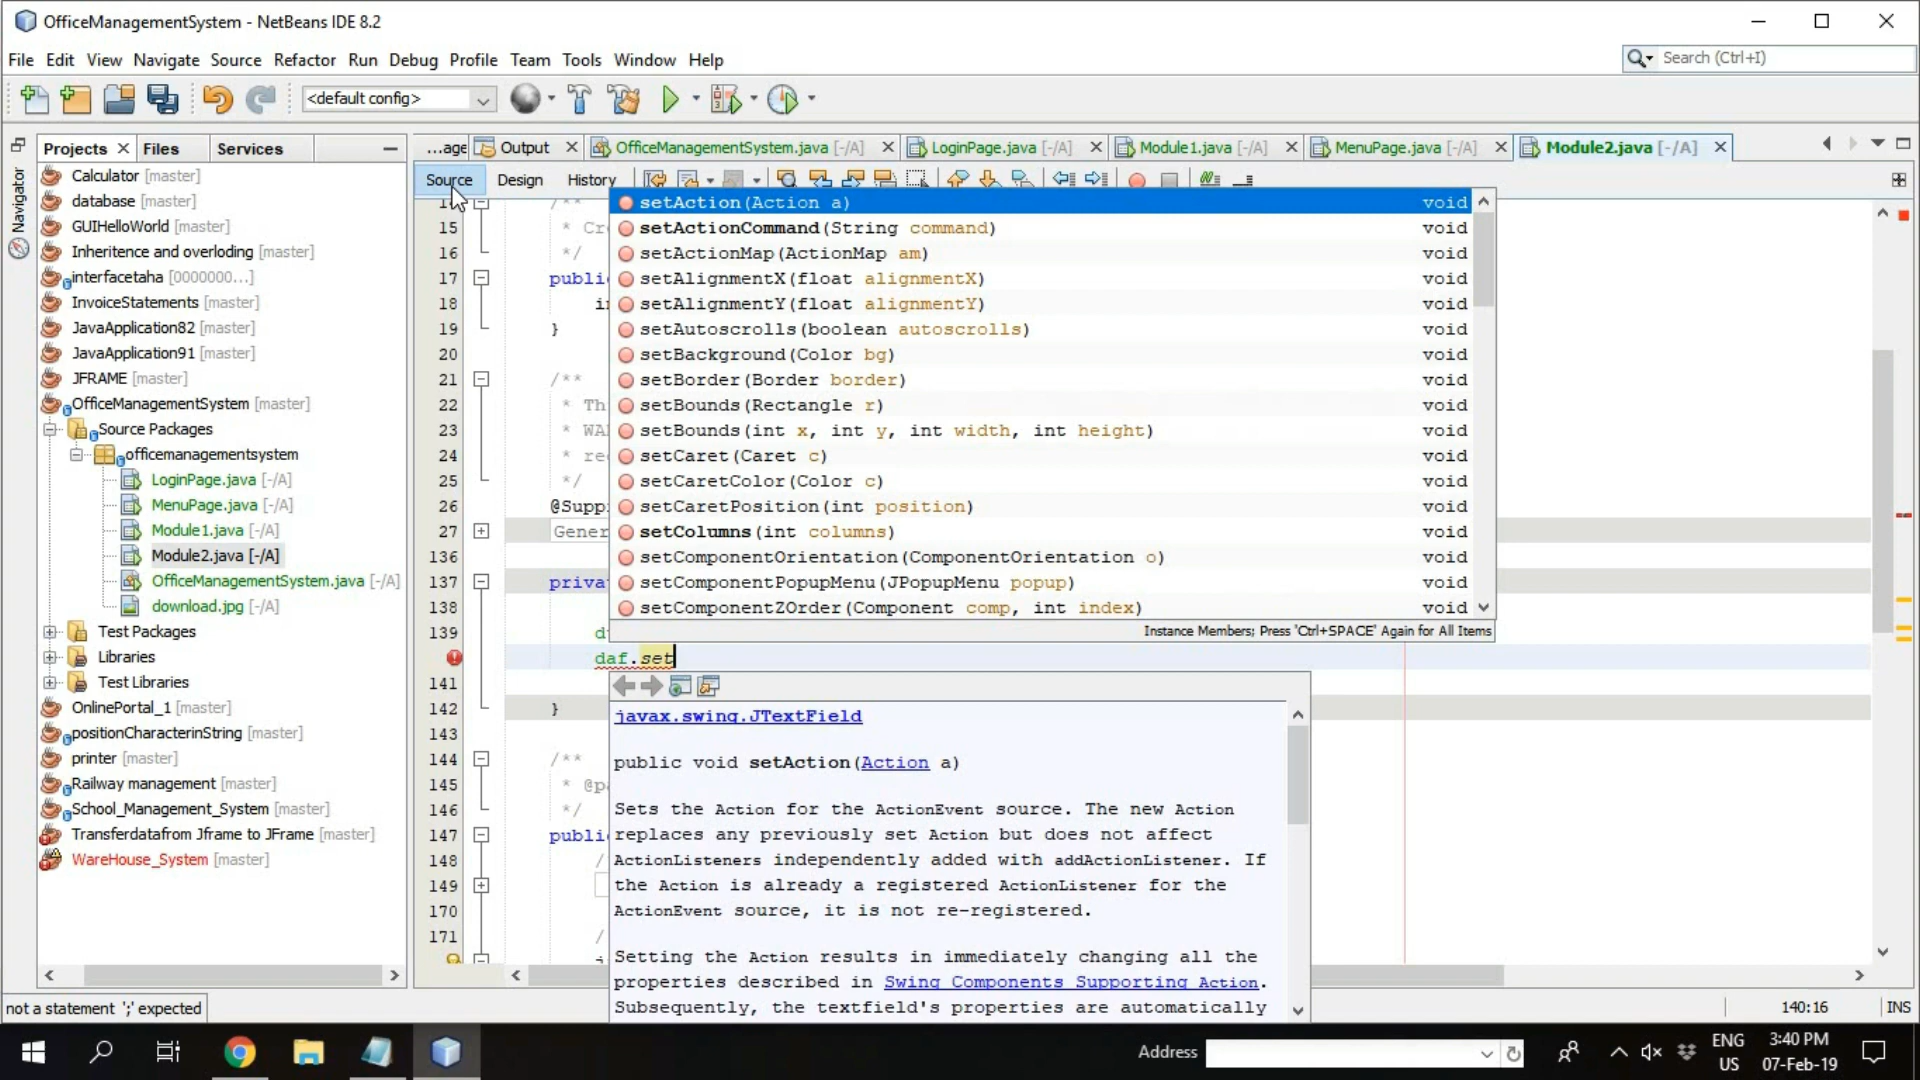 OfficeManagementSystem - NetBeans IDE 8.2
File Edit View Navigate Source Refactor Run Debug Profile Team Tools Window Help
Search (Ctrl+I)
<default config>
Projects Files Services
...age Output OfficeManagementSystem.java [-/A] LoginPage.java [-/A] Module1.java [-/A] MenuPage.java [-/A] Module2.java [-/A]
Source Design History
Navigator
Calculator [master]
database [master]
GUIHelloWorld [master]
Inheritence and overloding [master]
interfacetaha [0000000...]
InvoiceStatements [master]
JavaApplication82 [master]
JavaApplication91 [master]
JFRAME [master]
OfficeManagementSystem [master]
Source Packages
officemanagementsystem
LoginPage.java [-/A]
MenuPage.java [-/A]
Module1.java [-/A]
Module2.java [-/A]
OfficeManagementSystem.java [-/A]
download.jpg [-/A]
Test Packages
Libraries
Test Libraries
OnlinePortal_1 [master]
positionCharacterinString [master]
printer [master]
Railway management [master]
School_Management_System [master]
Transferdatafrom Jframe to JFrame [master]
WareHouse_System [master]
/**
15 * Cr
16 */
17 publi
18 i
19 }
20
21 /**
22 * Th
23 * WA
24 * re
25 */
26 @Supp
27 Gener
136
137 priva
138
139 d
daf.set
141
142 }
143
144 /**
145 * @pa
146 */
147 publi
148 /
149
170
171 /
setAction(Action a) void
setActionCommand(String command) void
setActionMap(ActionMap am) void
setAlignmentX(float alignmentX) void
setAlignmentY(float alignmentY) void
setAutoscrolls(boolean autoscrolls) void
setBackground(Color bg) void
setBorder(Border border) void
setBounds(Rectangle r) void
setBounds(int x, int y, int width, int height) void
setCaret(Caret c) void
setCaretColor(Color c) void
setCaretPosition(int position) void
setColumns(int columns) void
setComponentOrientation(ComponentOrientation o) void
setComponentPopupMenu(JPopupMenu popup) void
setComponentZOrder(Component comp, int index) void
Instance Members; Press 'Ctrl+SPACE' Again for All Items
javax.swing.JTextField
public void setAction(Action a)
Sets the Action for the ActionEvent source. The new Action
replaces any previously set Action but does not affect
ActionListeners independently added with addActionListener. If
the Action is already a registered ActionListener for the
ActionEvent source, it is not re-registered.
Setting the Action results in immediately changing all the
properties described in Swing Components Supporting Action.
Subsequently, the textfield's properties are automatically
not a statement ';' expected
140:16 INS
Address
ENG
US
3:40 PM
07-Feb-19